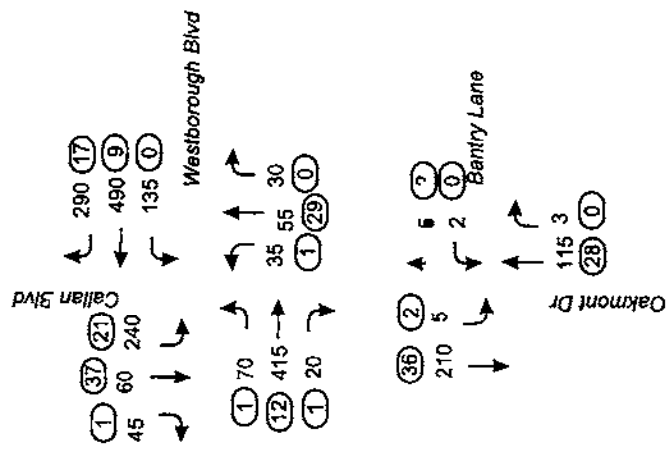 Callan Blvd
Westborough Blvd
1 37 21
45 60 240
290 17
490 9
135 0
1 70
12 415
1 20
35 55 30
1 29 0
Bantry Lane
Oakmont Dr
36 2
210 5
2 0
115 3
28 0